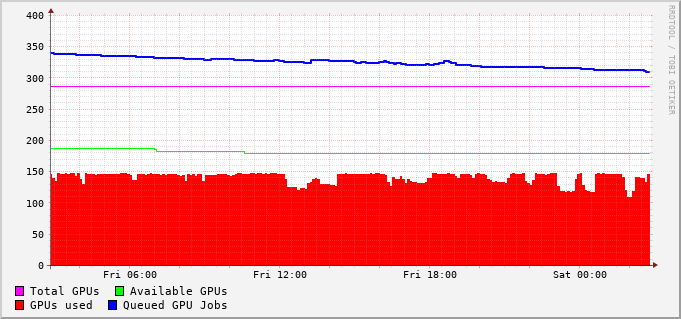 400
350
300
250
200
150
100
50
0
Fri 06:00 Fri 12:00 Fri 18:00 Sat 00:00
Total GPUs Available GPUs
GPUs used Queued GPU Jobs
RRDTOOL / TOBI OETIKER